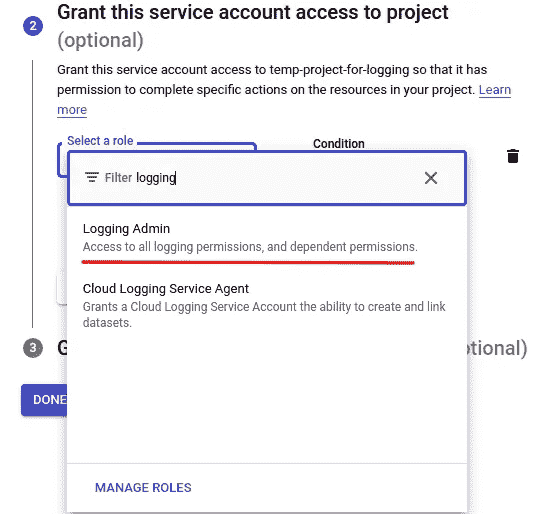 2
Grant this service account access to project
(optional)
Grant this service account access to temp-project-for-logging so that it has
permission to complete specific actions on the resources in your project. Learn
more
Select a role
Condition
Filter logging
Logging Admin
Access to all logging permissions, and dependent permissions.
Cloud Logging Service Agent
Grants a Cloud Logging Service Account the ability to create and link
datasets.
3
DONE
MANAGE ROLES